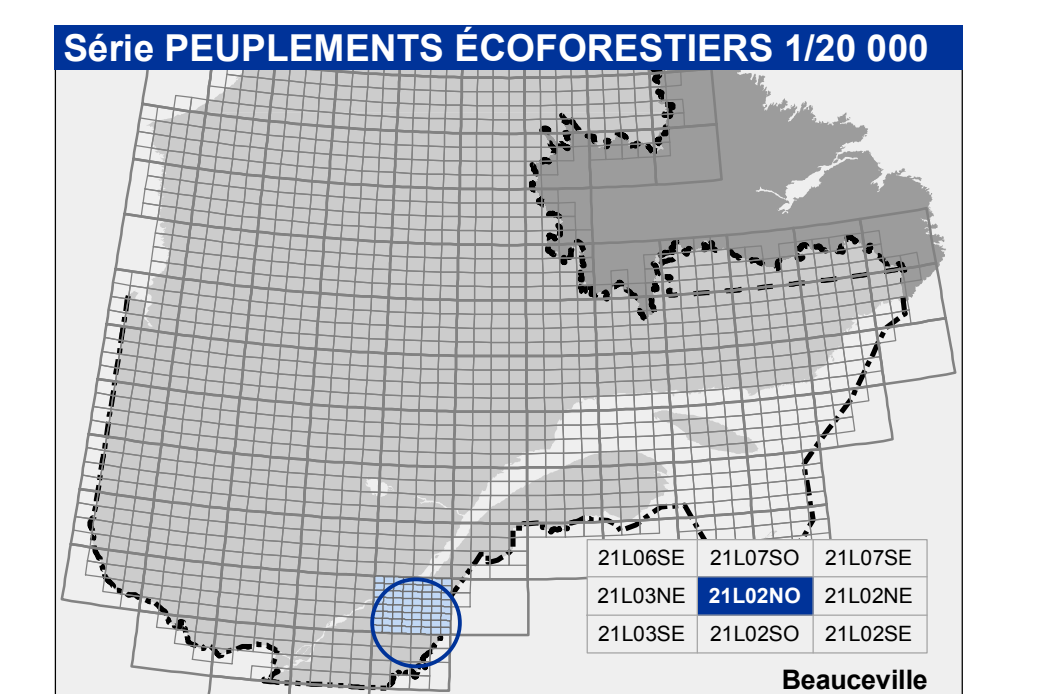 Série PEUPLEMENTS ÉCOFORESTIERS 1/20 000
21L06SE 21L07SO 21L07SE
21L03NE 21L02NO 21L02NE
21L03SE 21L02SO 21L02SE
Beauceville